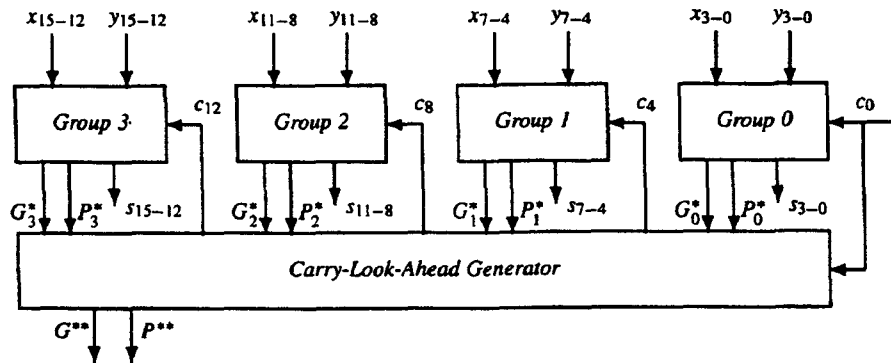 x15–12 y15–12 x11–8 y11–8 x7–4 y7–4 x3–0 y3–0
c12 c8 c4 c0
Group 3 Group 2 Group 1 Group 0
G*3 P*3 s15–12 G*2 P*2 s11–8 G*1 P*1 s7–4 G*0 P*0 s3–0
Carry-Look-Ahead Generator
G** P**